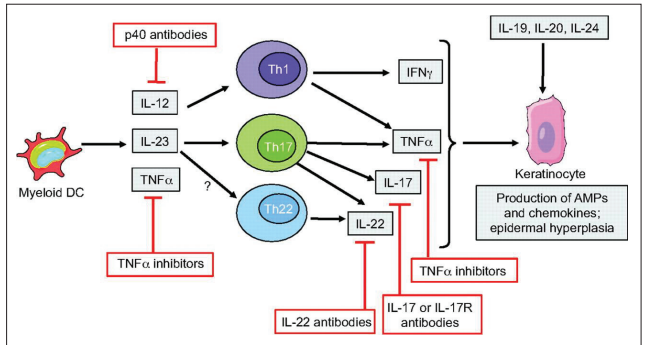 p40 antibodies
IL-19, IL-20, IL-24
Th1
IFNγ
IL-12
IL-23
Th17
TNFα
Myeloid DC
TNFα
IL-17
Keratinocyte
?
Th22
IL-22
Production of AMPs
and chemokines;
epidermal hyperplasia
TNFα inhibitors
TNFα inhibitors
IL-22 antibodies
IL-17 or IL-17R
antibodies